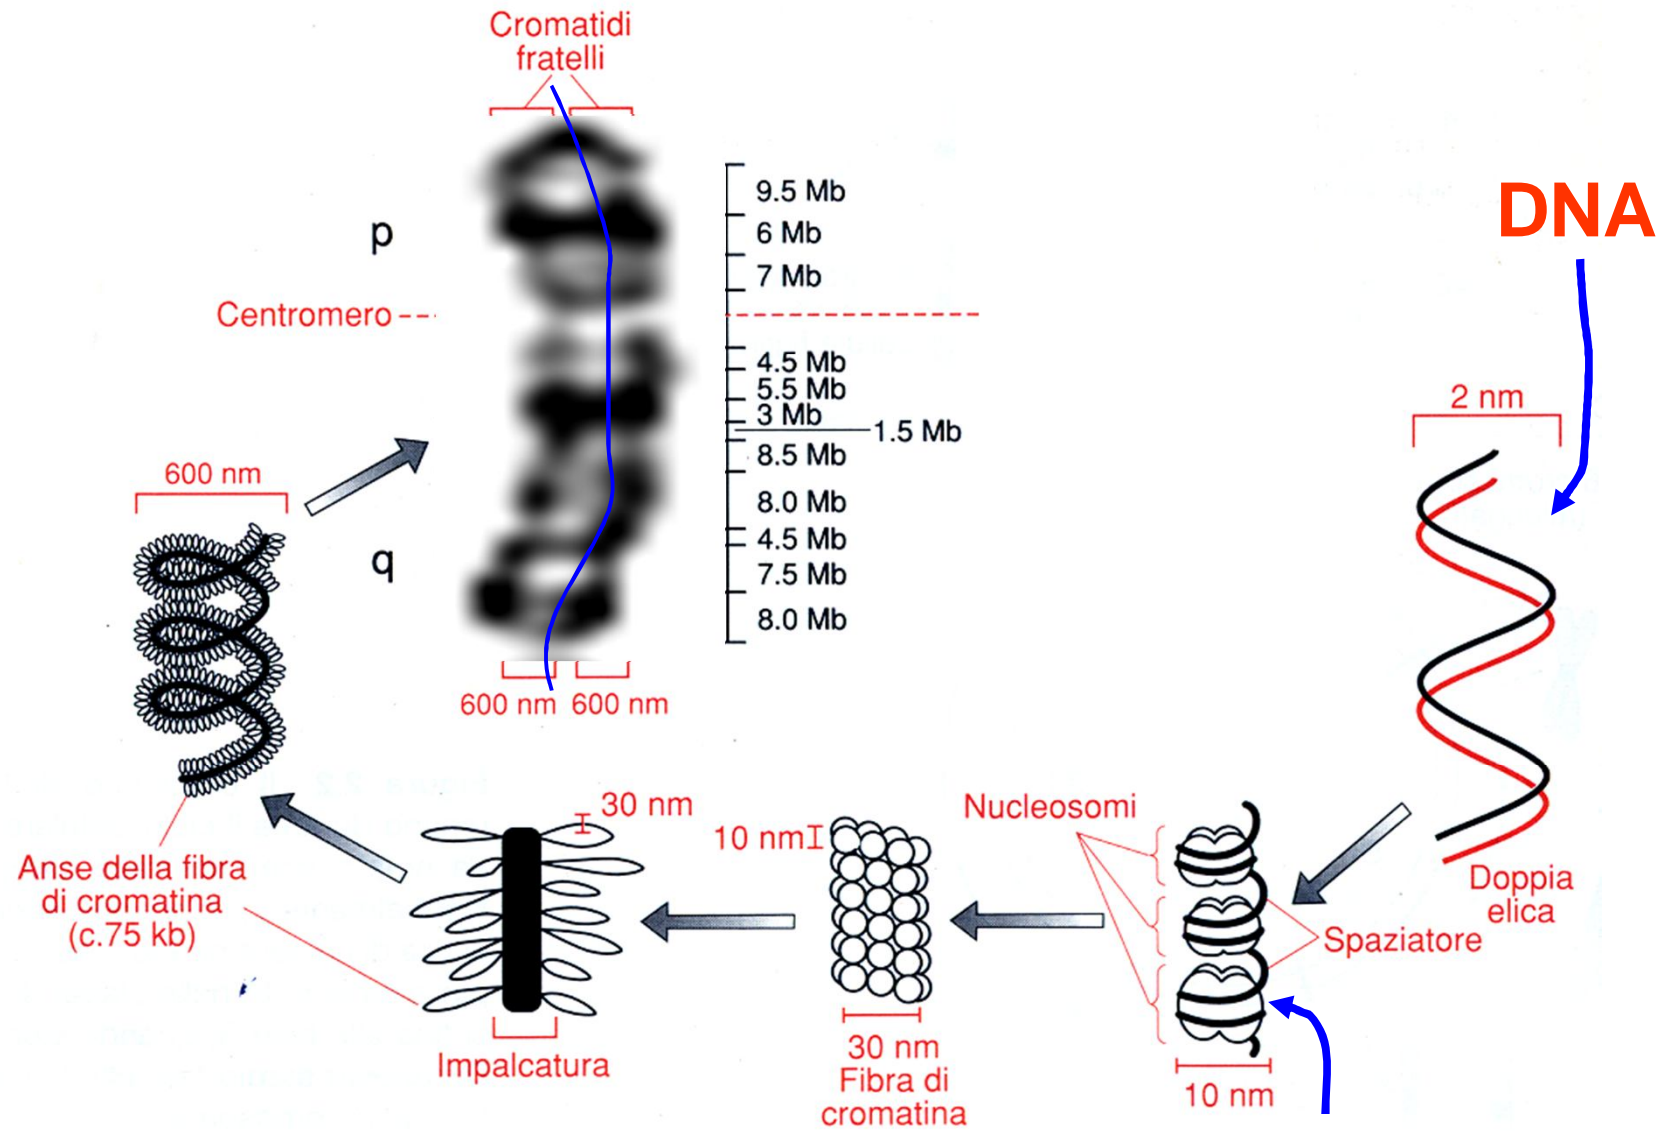 Cromatidi
fratelli
p
Centromero
q
9.5 Mb
6 Mb
7 Mb
4.5 Mb
5.5 Mb
3 Mb
1.5 Mb
8.5 Mb
8.0 Mb
4.5 Mb
7.5 Mb
8.0 Mb
600 nm 600 nm
DNA
2 nm
Doppia
elica
Nucleosomi
Spaziatore
10 nm
10 nm
30 nm
Fibra di
cromatina
30 nm
Impalcatura
600 nm
Anse della fibra
di cromatina
(c.75 kb)